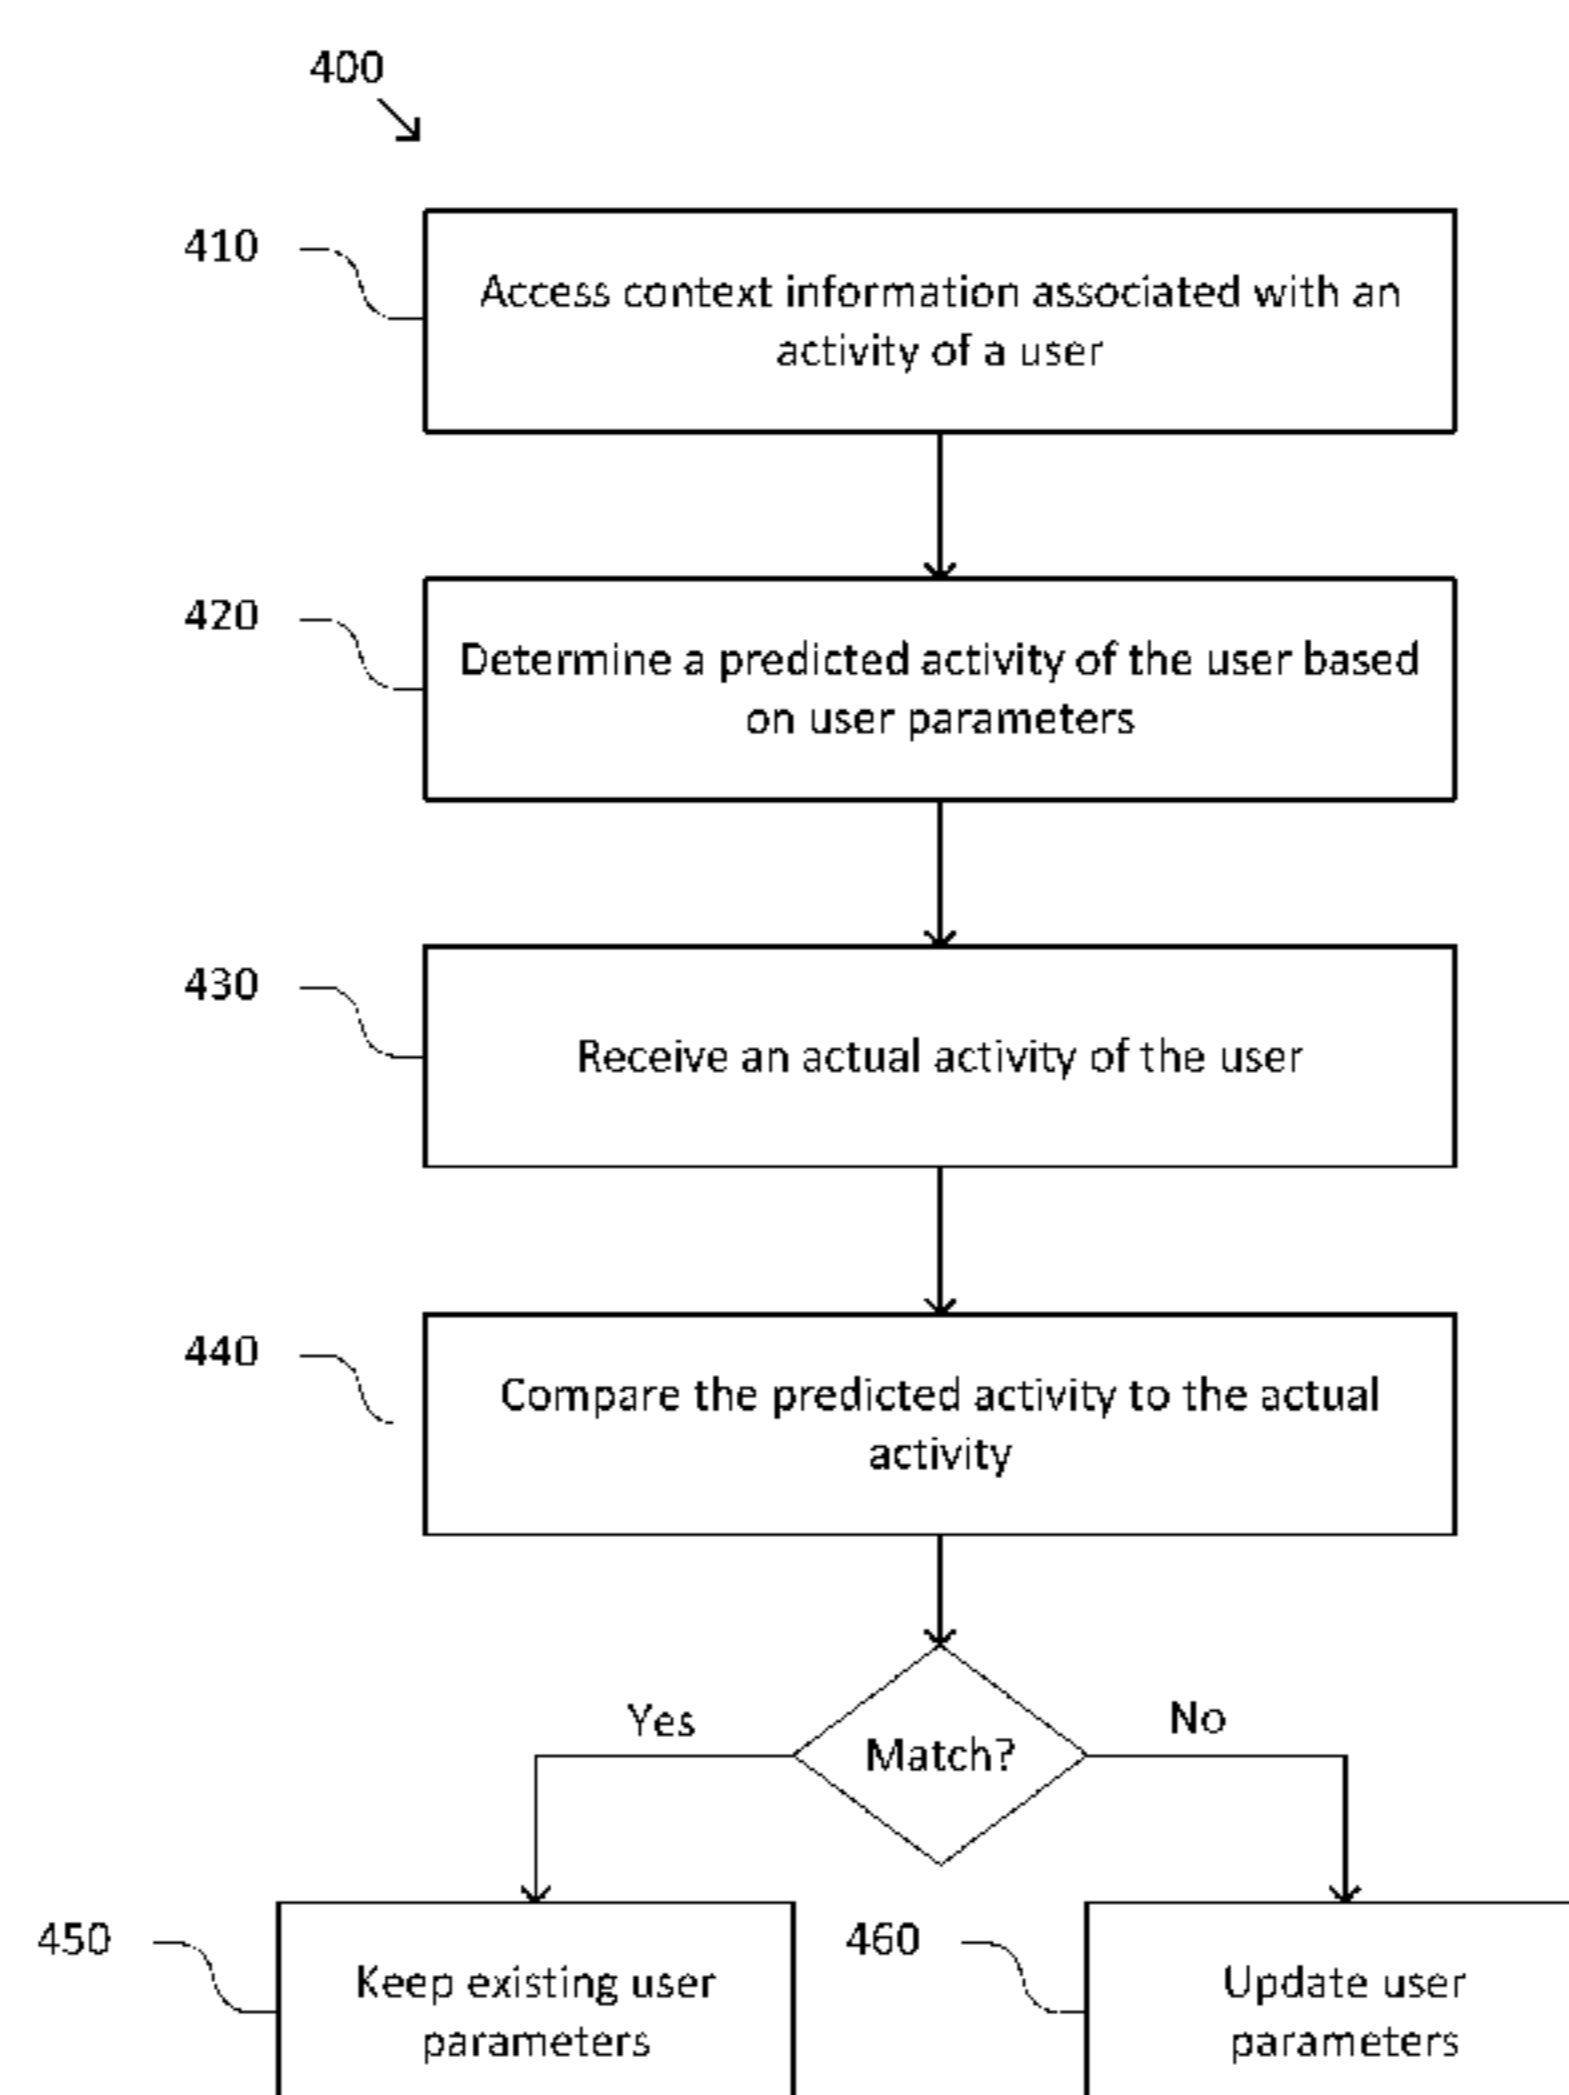 400
410
Access context information associated with an
activity of a user
420
Determine a predicted activity of the user based
on user parameters
430
Receive an actual activity of the user
440
Compare the predicted activity to the actual
activity
Yes
Match?
No
450
Keep existing user
parameters
460
Update user
parameters